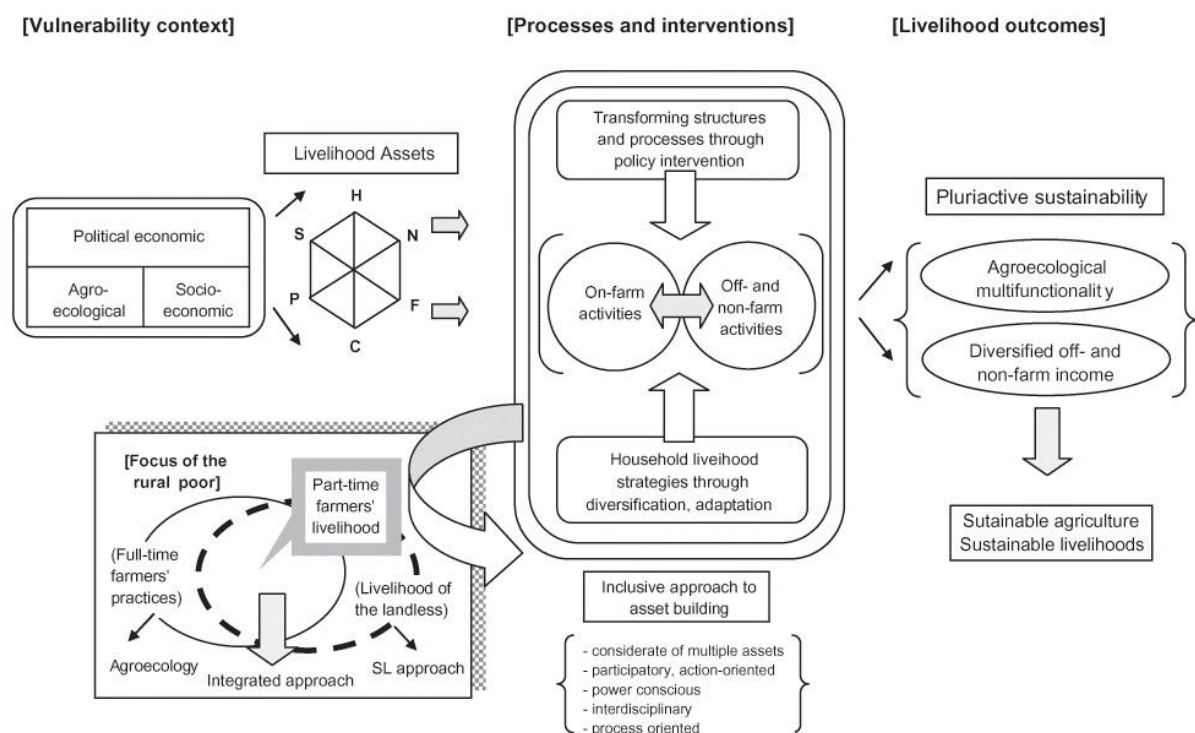 [Vulnerability context]
[Processes and interventions]
[Livelihood outcomes]
Livelihood Assets
Political economic
Agro-
ecological
Socio-
economic
H
S
N
P
F
C
Transforming structures
and processes through
policy intervention
On-farm
activities
Off- and
non-farm
activities
Household liveihood
strategies through
diversification, adaptation
Inclusive approach to
asset building
- considerate of multiple assets
- participatory, action-oriented
- power conscious
- interdisciplinary
- process oriented
Pluriactive sustainability
Agroecological
multifunctionality
Diversified off- and
non-farm income
Sutainable agriculture
Sustainable livelihoods
[Focus of the
rural poor]
Part-time
farmers'
livelihood
(Full-time
farmers'
practices)
(Livelihood of
the landless)
Agroecology
Integrated approach
SL approach